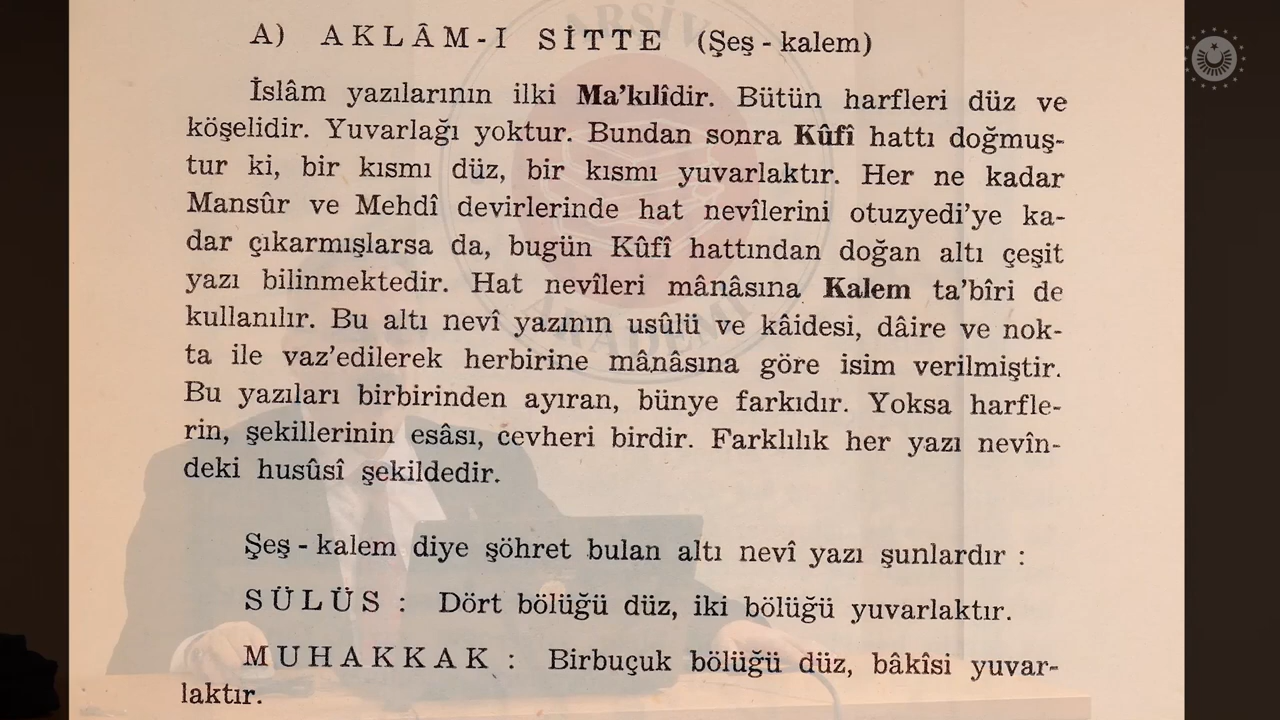 A) AKLÂM-I SİTTE (Şeş - kalem)
İslâm yazılarının ilki Ma'kılîdir. Bütün harfleri düz ve
köşelidir. Yuvarlağı yoktur. Bundan sonra Kûfî hattı doğmuş-
tur ki, bir kısmı düz, bir kısmı yuvarlaktır. Her ne kadar
Mansûr ve Mehdî devirlerinde hat nevîlerini otuzyedi'ye ka-
dar çıkarmışlarsa da, bugün Kûfî hattından doğan altı çeşit
yazı bilinmektedir. Hat nevîleri mânâsına Kalem ta'bîri de
kullanılır. Bu altı nevî yazının usûlü ve kâidesi, dâire ve nok-
ta ile vaz'edilerek herbirine mânâsına göre isim verilmiştir.
Bu yazıları birbirinden ayıran, bünye farkıdır. Yoksa harfle-
rin, şekillerinin esâsı, cevheri birdir. Farklılık her yazı nevîn-
deki husûsî şekildedir.
Şeş - kalem diye şöhret bulan altı nevî yazı şunlardır :
SÜLÜS : Dört bölüğü düz, iki bölüğü yuvarlaktır.
MUHAKKAK : Birbuçuk bölüğü düz, bâkîsi yuvar-
laktır.
ARŞİV
AKADEMİ